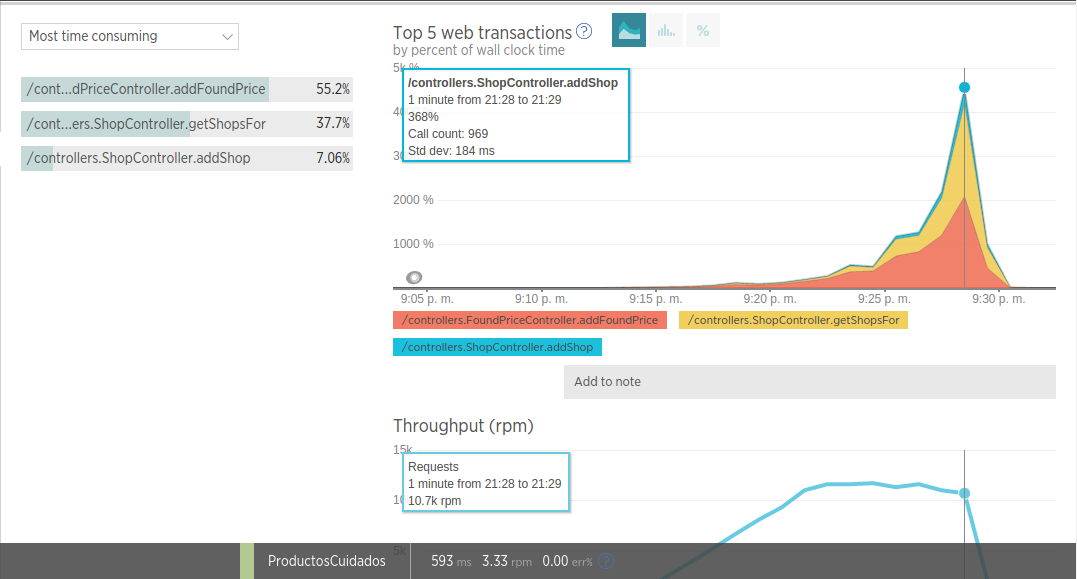 Most time consuming
/cont...dPriceController.addFoundPrice 55.2%
/cont...ers.ShopController.getShopsFor 37.7%
/controllers.ShopController.addShop 7.06%
Top 5 web transactions ?
by percent of wall clock time
%
5k %
/controllers.ShopController.addShop
1 minute from 21:28 to 21:29
368%
Call count: 969
Std dev: 184 ms
2000 %
1000 %
9:05 p. m. 9:10 p. m. 9:15 p. m. 9:20 p. m. 9:25 p. m. 9:30 p. m.
/controllers.FoundPriceController.addFoundPrice /controllers.ShopController.getShopsFor
/controllers.ShopController.addShop
Add to note
Throughput (rpm)
15k
Requests
1 minute from 21:28 to 21:29
10.7k rpm
5k
ProductosCuidados 593 ms 3.33 rpm 0.00 err% ?